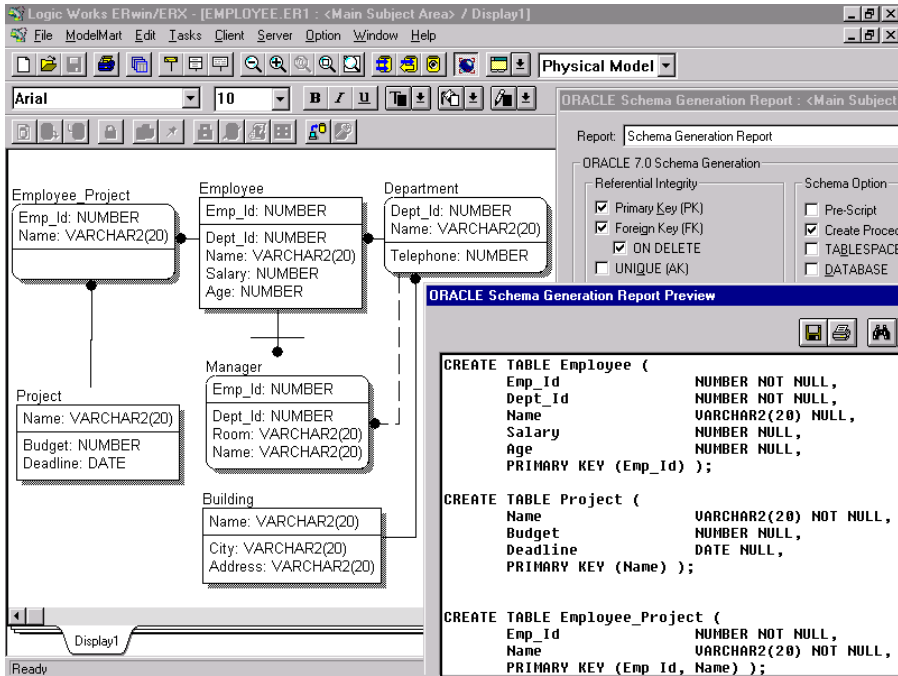 Logic Works ERwin/ERX - [EMPLOYEE.ER1 : <Main Subject Area> / Display1]
File ModelMart Edit Tasks Client Server Option Window Help
Physical Model
Arial 10 B I U T
ORACLE Schema Generation Report : <Main Subject
Report: Schema Generation Report
ORACLE 7.0 Schema Generation
Referential Integrity
Primary Key (PK)
Foreign Key (FK)
ON DELETE
UNIQUE (AK)
Schema Option
Pre-Script
Create Proced
TABLESPACE
DATABASE
Employee_Project
Emp_Id: NUMBER
Name: VARCHAR2(20)
Employee
Emp_Id: NUMBER
Dept_Id: NUMBER
Name: VARCHAR2(20)
Salary: NUMBER
Age: NUMBER
Department
Dept_Id: NUMBER
Name: VARCHAR2(20)
Telephone: NUMBER
Project
Name: VARCHAR2(20)
Budget: NUMBER
Deadline: DATE
Manager
Emp_Id: NUMBER
Dept_Id: NUMBER
Room: VARCHAR2(20)
Name: VARCHAR2(20)
Building
Name: VARCHAR2(20)
City: VARCHAR2(20)
Address: VARCHAR2(20)
ORACLE Schema Generation Report Preview
CREATE TABLE Employee (
Emp_Id NUMBER NOT NULL,
Dept_Id NUMBER NOT NULL,
Name VARCHAR2(20) NULL,
Salary NUMBER NULL,
Age NUMBER NULL,
PRIMARY KEY (Emp_Id) );
CREATE TABLE Project (
Name VARCHAR2(20) NOT NULL,
Budget NUMBER NULL,
Deadline DATE NULL,
PRIMARY KEY (Name) );
CREATE TABLE Employee_Project (
Emp_Id NUMBER NOT NULL,
Name VARCHAR2(20) NOT NULL,
PRIMARY KEY (Emp_Id, Name) );
Display1
Ready